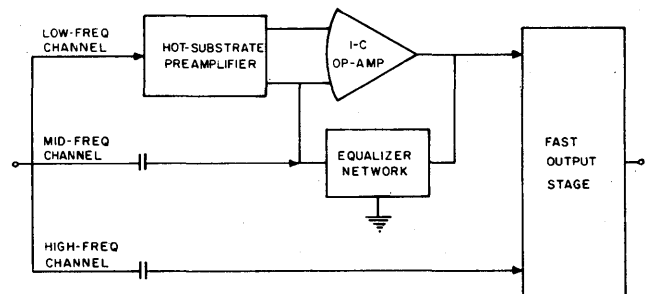 LOW-FREQ
CHANNEL
HOT-SUBSTRATE
PREAMPLIFIER
I-C
OP-AMP
MID-FREQ
CHANNEL
EQUALIZER
NETWORK
FAST
OUTPUT
STAGE
HIGH-FREQ
CHANNEL